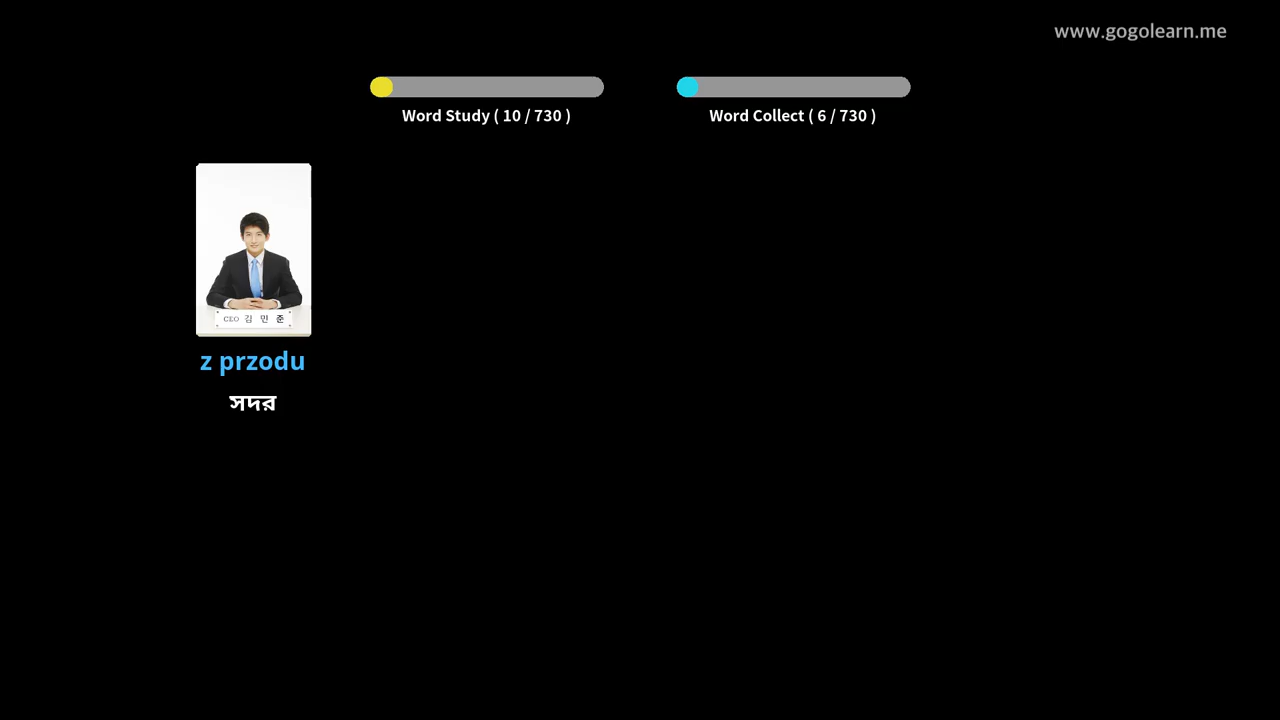 www.gogolearn.me
Word Study ( 10 / 730 )
Word Collect ( 6 / 730 )
CEO 김 민 준
z przodu
সদর